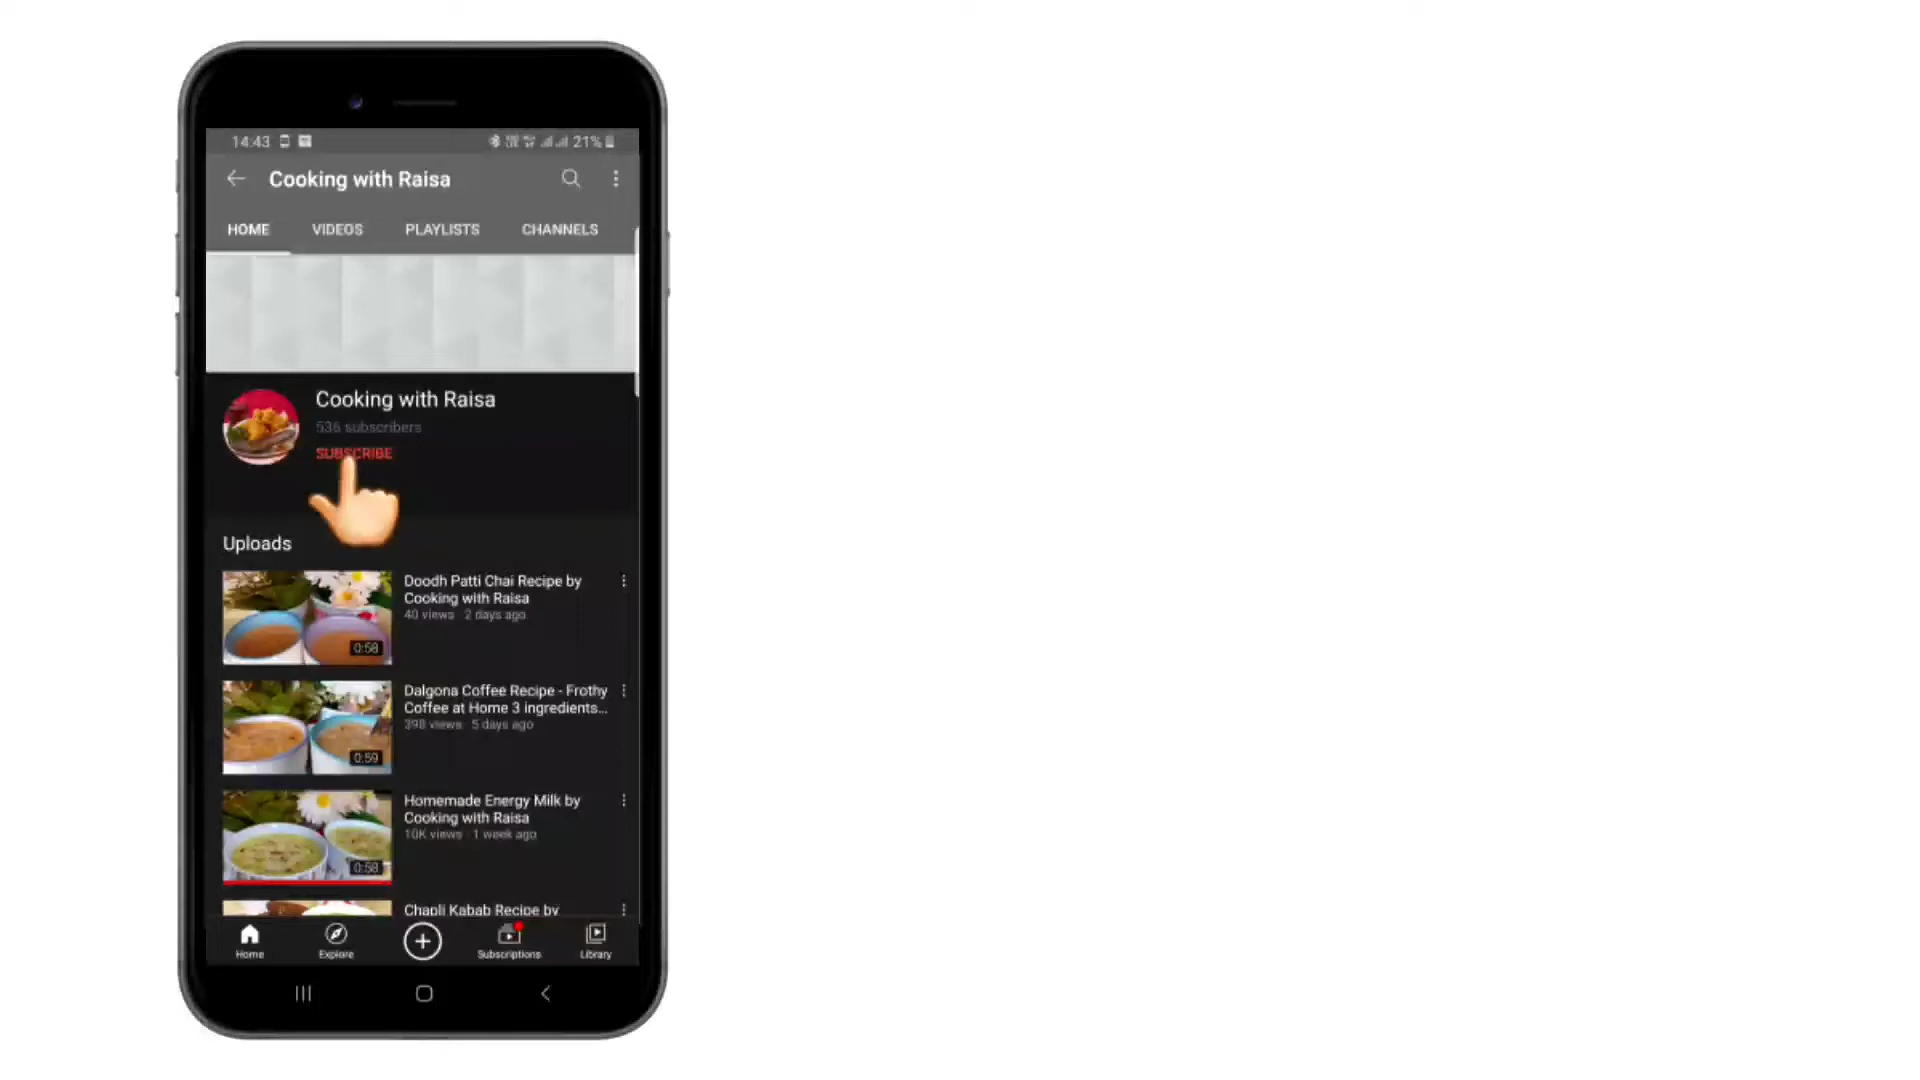 14:43 21%
Cooking with Raisa
HOME VIDEOS PLAYLISTS CHANNELS
Cooking with Raisa
536 subscribers
SUBSCRIBE
Uploads
Doodh Patti Chai Recipe by
Cooking with Raisa
40 views · 2 days ago
0:58
Dalgona Coffee Recipe - Frothy
Coffee at Home 3 ingredients...
398 views · 5 days ago
0:59
Homemade Energy Milk by
Cooking with Raisa
10K views · 1 week ago
0:58
Chapli Kabab Recipe by
Home Explore Subscriptions Library